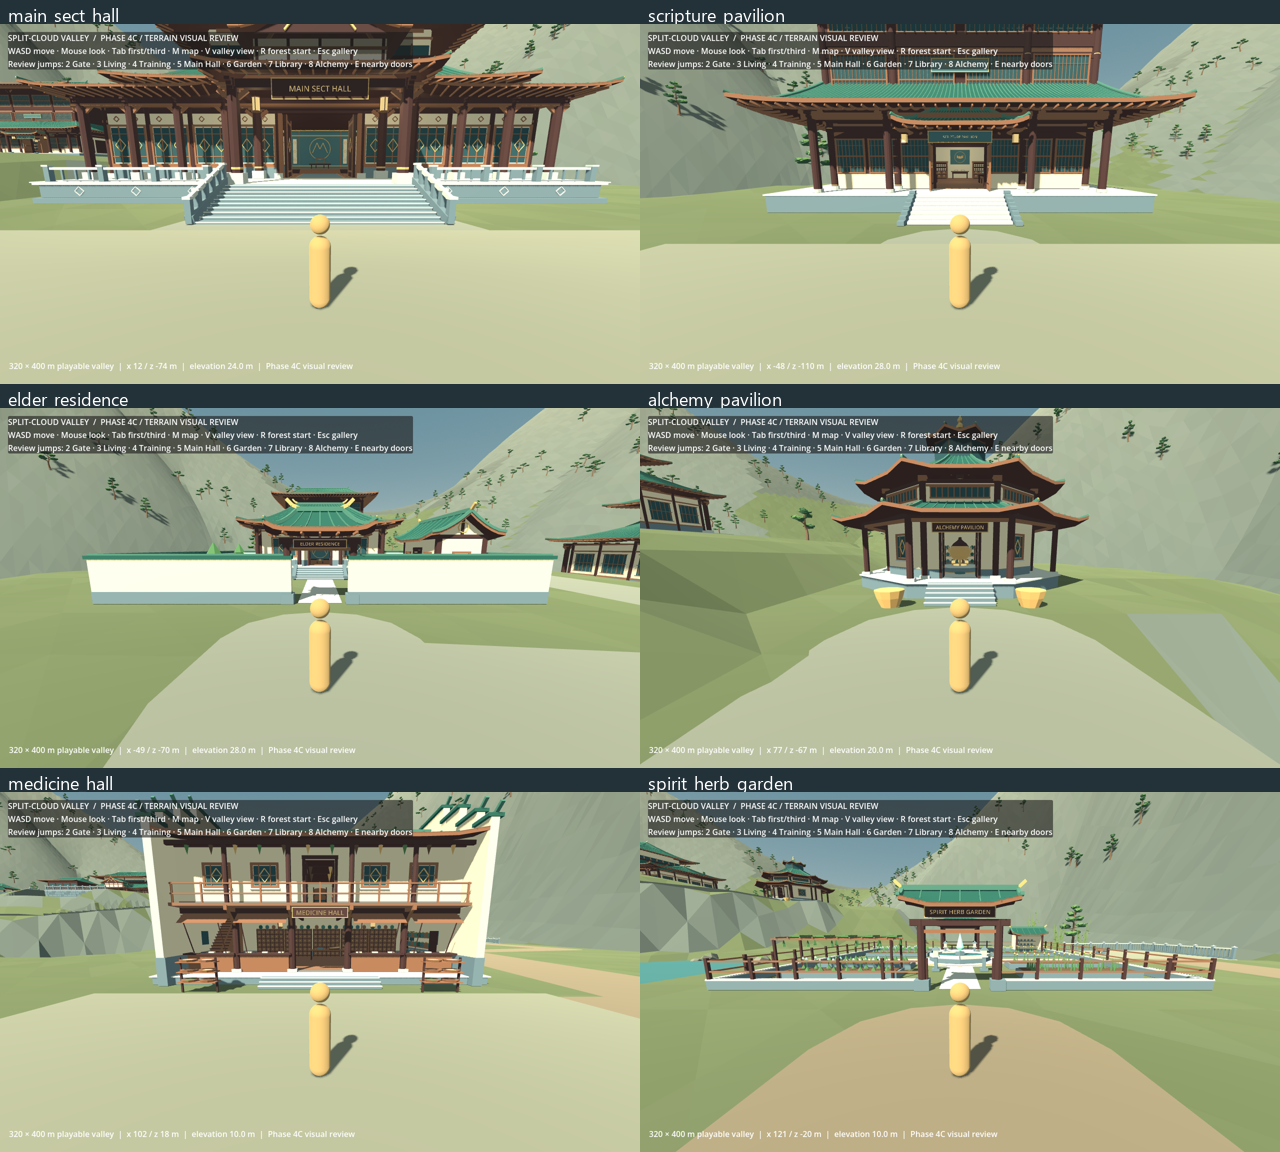 main sect hall
SPLIT-CLOUD VALLEY / PHASE 4C / TERRAIN VISUAL REVIEW
WASD move · Mouse look · Tab first/third · M map · V valley view · R forest start · Esc gallery
Review jumps: 2 Gate · 3 Living · 4 Training · 5 Main Hall · 6 Garden · 7 Library · 8 Alchemy · E nearby doors
MAIN SECT HALL
320 × 400 m playable valley | x 12 / z -74 m | elevation 24.0 m | Phase 4C visual review
scripture pavilion
SPLIT-CLOUD VALLEY / PHASE 4C / TERRAIN VISUAL REVIEW
WASD move · Mouse look · Tab first/third · M map · V valley view · R forest start · Esc gallery
Review jumps: 2 Gate · 3 Living · 4 Training · 5 Main Hall · 6 Garden · 7 Library · 8 Alchemy · E nearby doors
320 × 400 m playable valley | x -48 / z -110 m | elevation 28.0 m | Phase 4C visual review
elder residence
SPLIT-CLOUD VALLEY / PHASE 4C / TERRAIN VISUAL REVIEW
WASD move · Mouse look · Tab first/third · M map · V valley view · R forest start · Esc gallery
Review jumps: 2 Gate · 3 Living · 4 Training · 5 Main Hall · 6 Garden · 7 Library · 8 Alchemy · E nearby doors
ELDER RESIDENCE
320 × 400 m playable valley | x -49 / z -70 m | elevation 28.0 m | Phase 4C visual review
alchemy pavilion
SPLIT-CLOUD VALLEY / PHASE 4C / TERRAIN VISUAL REVIEW
WASD move · Mouse look · Tab first/third · M map · V valley view · R forest start · Esc gallery
Review jumps: 2 Gate · 3 Living · 4 Training · 5 Main Hall · 6 Garden · 7 Library · 8 Alchemy · E nearby doors
ALCHEMY PAVILION
320 × 400 m playable valley | x 77 / z -67 m | elevation 20.0 m | Phase 4C visual review
medicine hall
SPLIT-CLOUD VALLEY / PHASE 4C / TERRAIN VISUAL REVIEW
WASD move · Mouse look · Tab first/third · M map · V valley view · R forest start · Esc gallery
Review jumps: 2 Gate · 3 Living · 4 Training · 5 Main Hall · 6 Garden · 7 Library · 8 Alchemy · E nearby doors
MEDICINE HALL
320 × 400 m playable valley | x 102 / z 18 m | elevation 10.0 m | Phase 4C visual review
spirit herb garden
SPLIT-CLOUD VALLEY / PHASE 4C / TERRAIN VISUAL REVIEW
WASD move · Mouse look · Tab first/third · M map · V valley view · R forest start · Esc gallery
Review jumps: 2 Gate · 3 Living · 4 Training · 5 Main Hall · 6 Garden · 7 Library · 8 Alchemy · E nearby doors
SPIRIT HERB GARDEN
320 × 400 m playable valley | x 121 / z -20 m | elevation 10.0 m | Phase 4C visual review